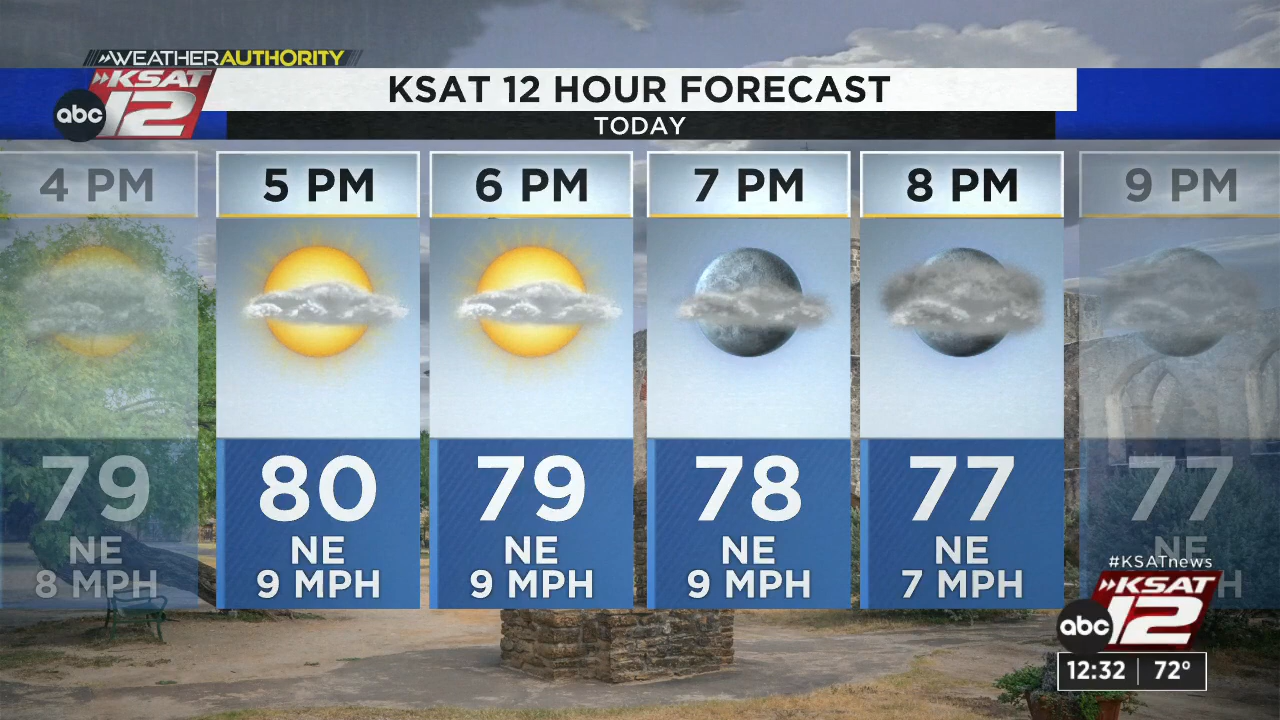 WEATHERAUTHORITY
KSAT
abc 12
KSAT 12 HOUR FORECAST
TODAY
4 PM
5 PM
6 PM
7 PM
8 PM
9 PM
79
80
79
78
77
77
NE
NE
NE
NE
NE
NE
8 MPH
9 MPH
9 MPH
9 MPH
7 MPH
#KSATnews
KSAT
abc 12
12:32 72°